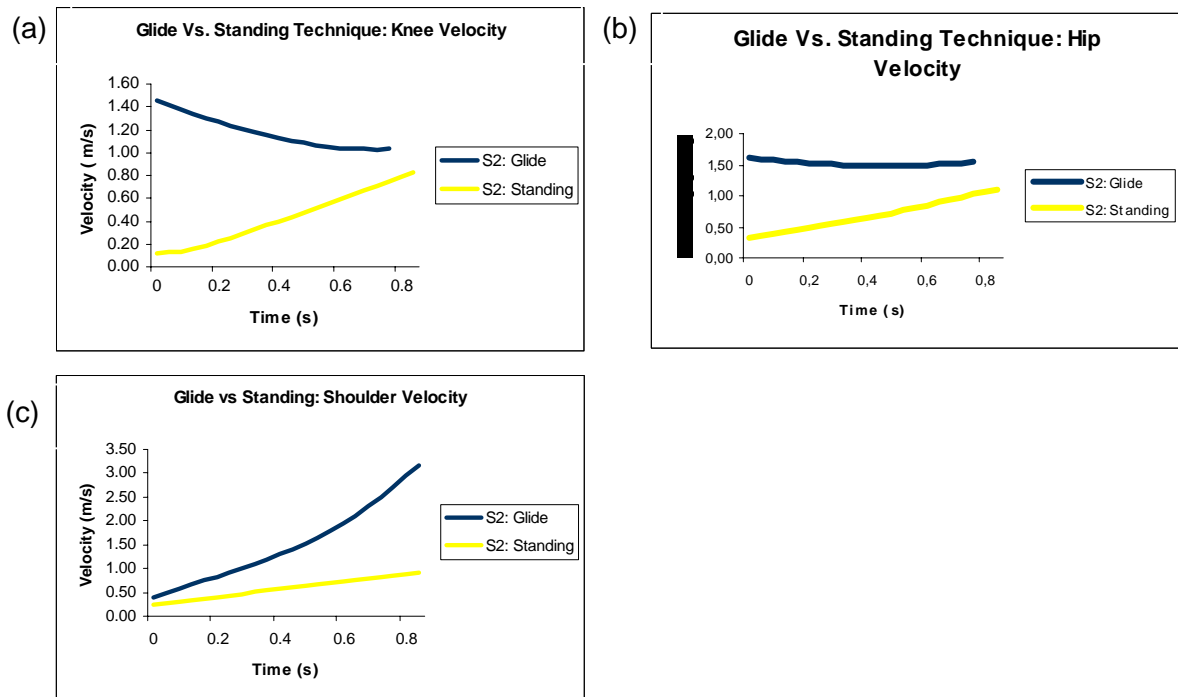 (a)
Glide Vs. Standing Technique: Knee Velocity
1.60
1.40
1.20
1.00
0.80
0.60
0.40
0.20
0.00
Velocity ( m/s)
0 0.2 0.4 0.6 0.8
Time (s)
S2: Glide
S2: Standing
(b)
Glide Vs. Standing Technique: Hip
Velocity
2,00
1,50
1,00
0,50
0,00
0 0,2 0,4 0,6 0,8
Time (s)
S2: Glide
S2: Standing
(c)
Glide vs Standing: Shoulder Velocity
3.50
3.00
2.50
2.00
1.50
1.00
0.50
0.00
Velocity (m/s)
0 0.2 0.4 0.6 0.8
Time (s)
S2: Glide
S2: Standing